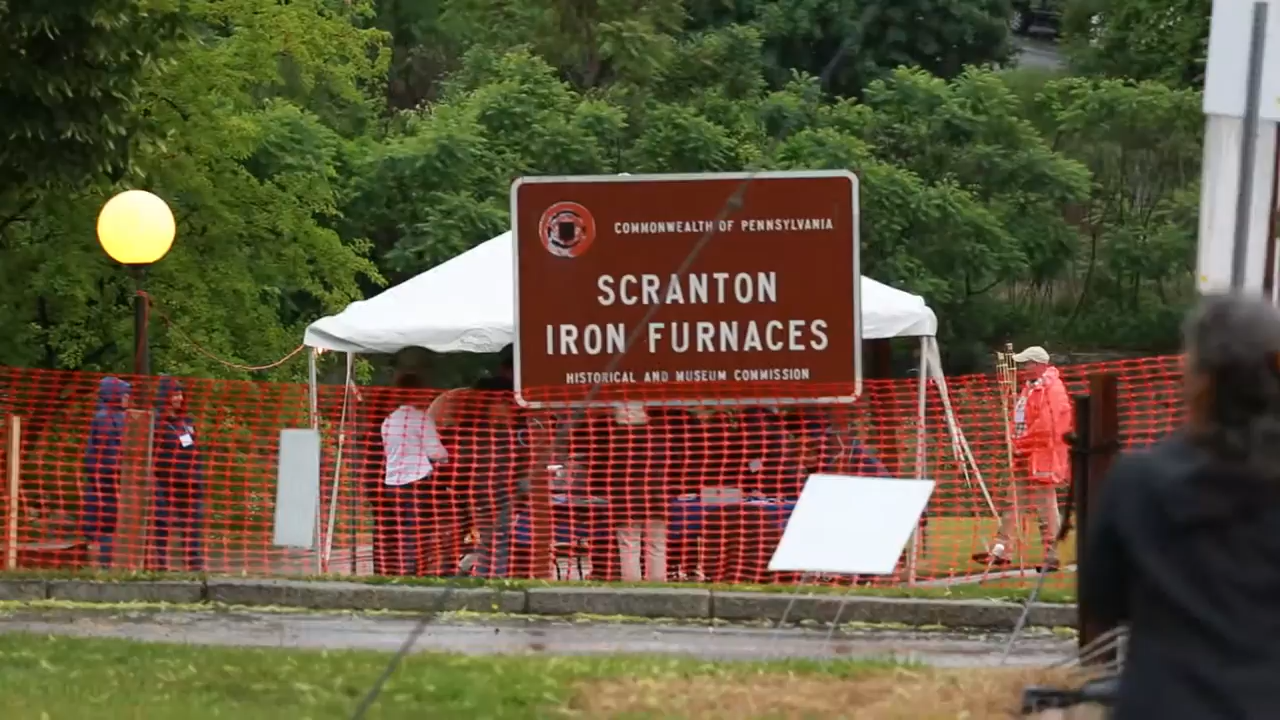 COMMONWEALTH OF PENNSYLVANIA
SCRANTON
IRON FURNACES
HISTORICAL AND MUSEUM COMMISSION